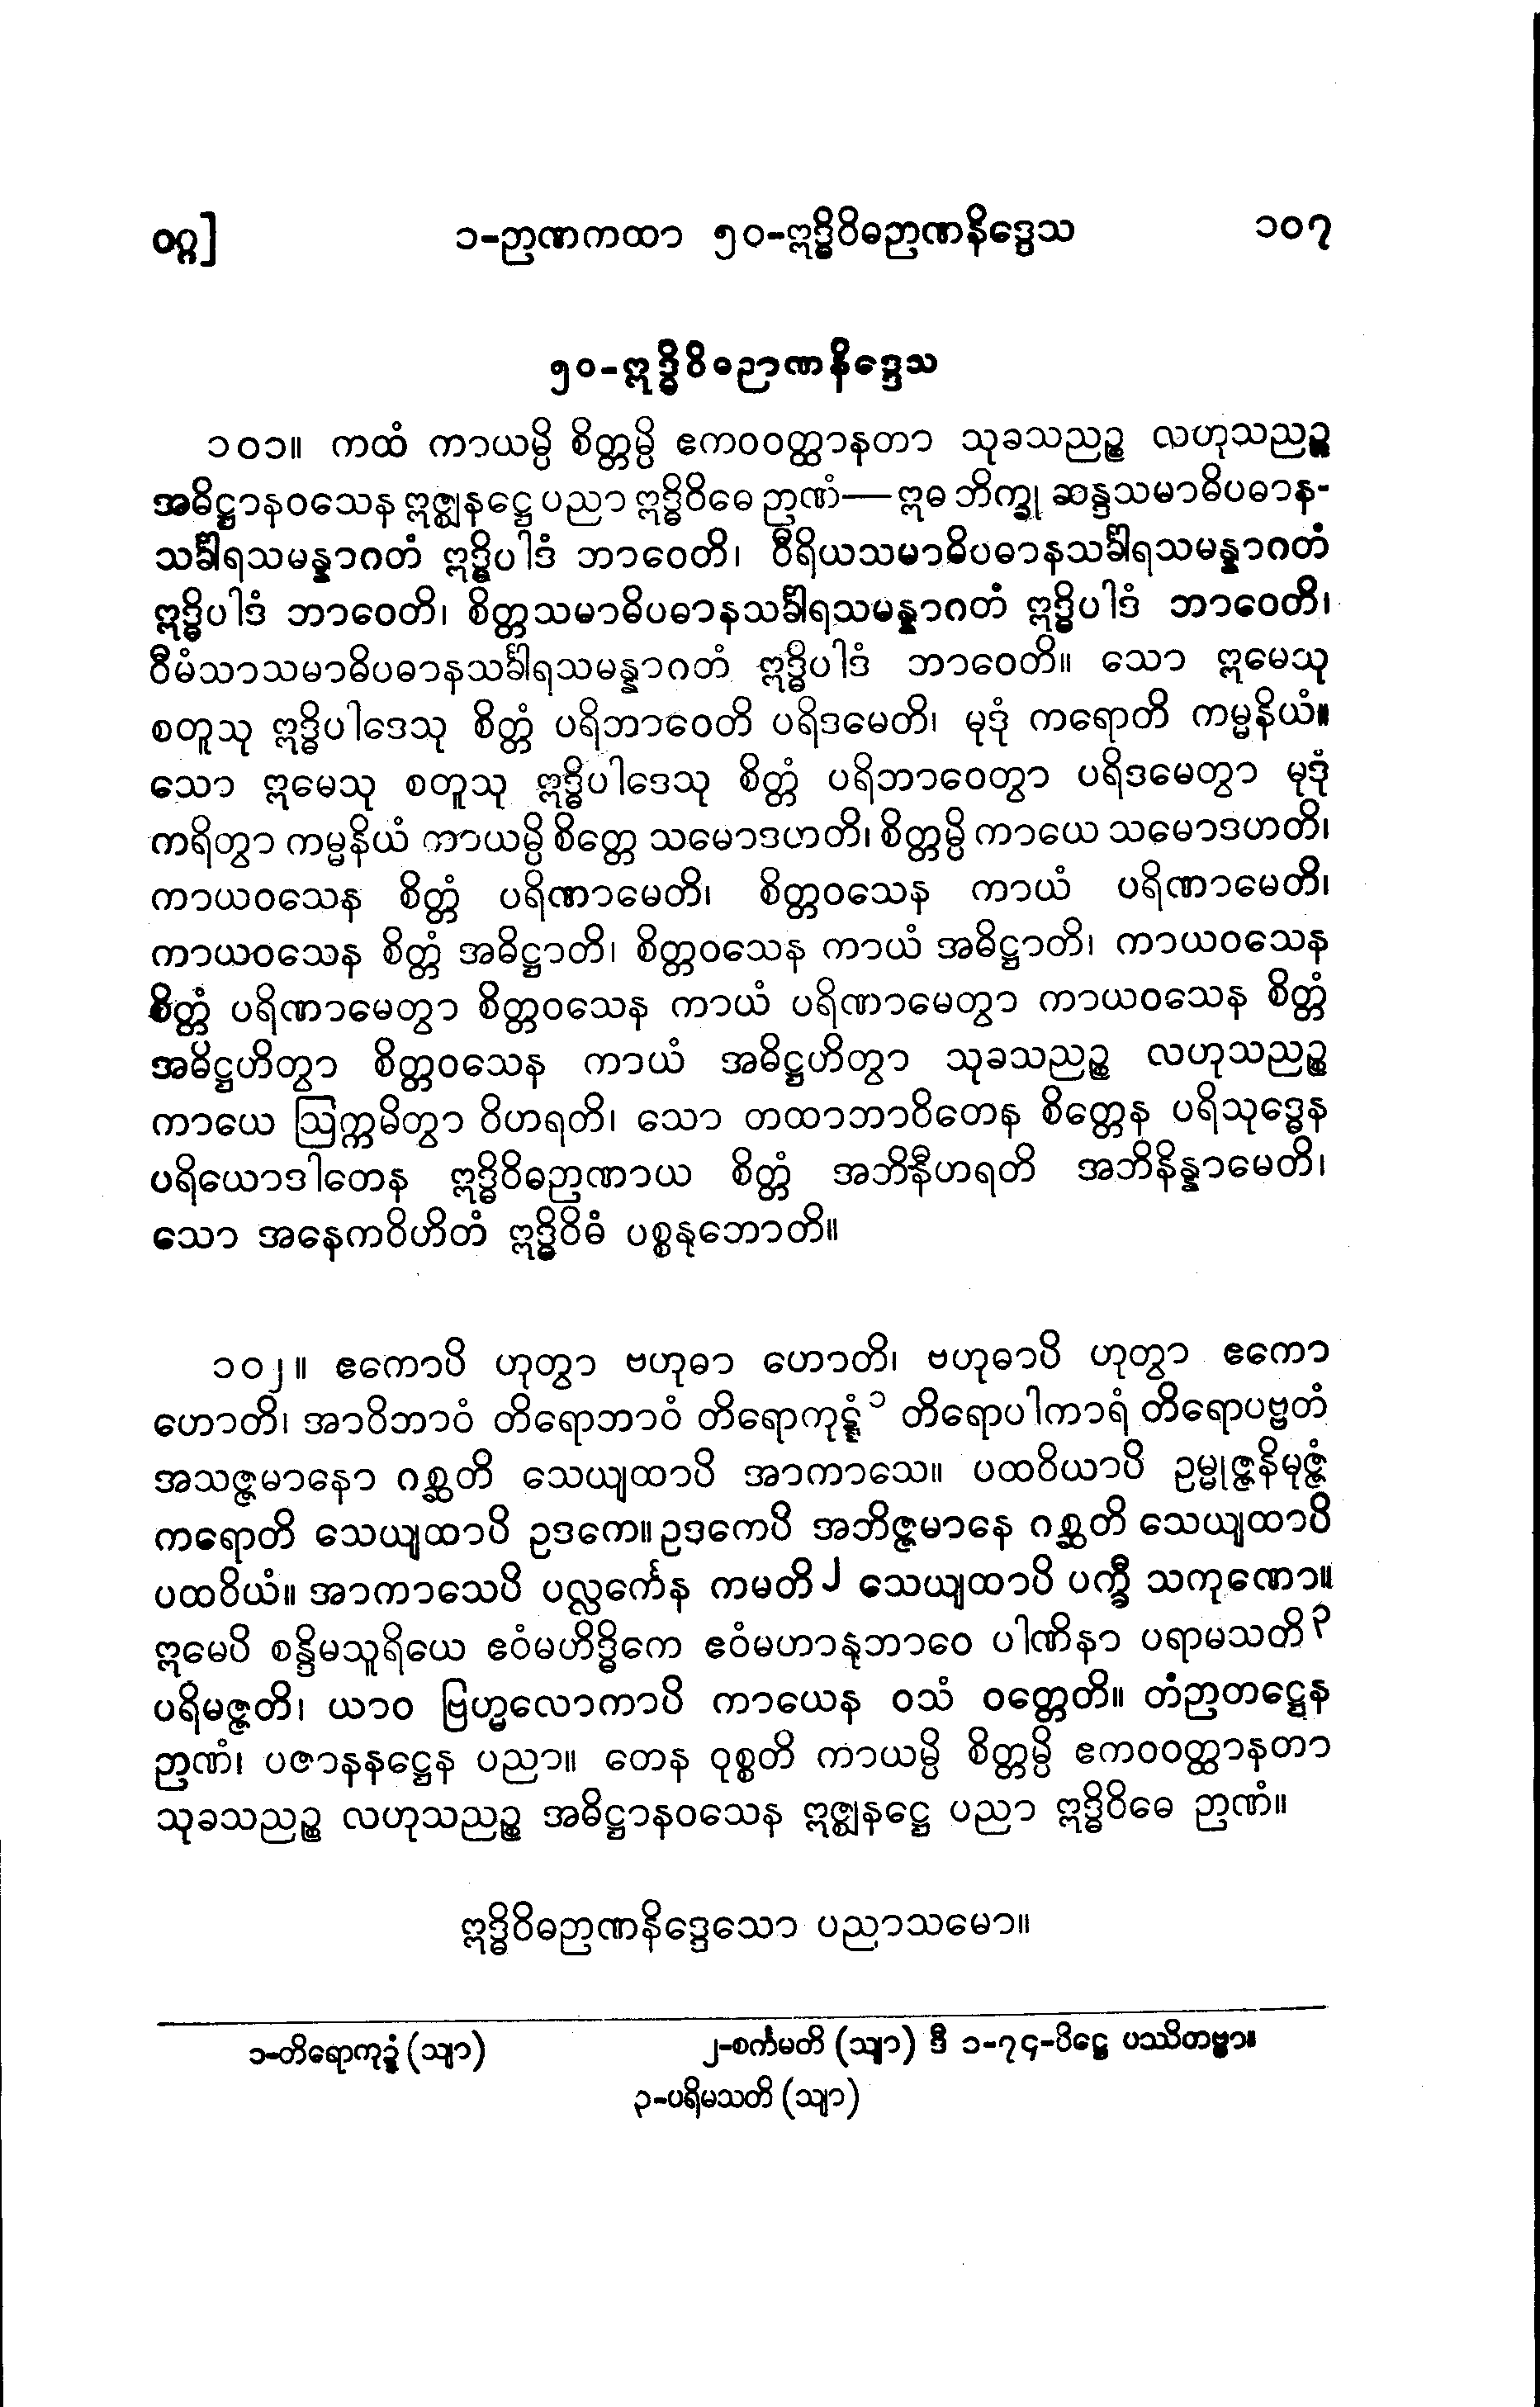 ဝဂ္ဂ] ၁-ဉာဏကထာ ၅၀-ဣဒ္ဓိဝိဓဉာဏနိဒ္ဒေသ ၁၀၇
၅၀-ဣဒ္ဓိဝိဓဉာဏနိဒ္ဒေသ
၁၀၁။ ကထံ ကာယမ္ပိ စိတ္တမ္ပိ ဧကဝဝတ္ထာနတာ သုခသညဉ္စ လဟုသညဉ္စ
အဓိဋ္ဌာနဝသေန ဣဇ္ဈနဋ္ဌေ ပညာ ဣဒ္ဓိဝိဓေ ဉာဏံ—ဣဓ ဘိက္ခု ဆန္ဒသမာဓိပဓာန-
သင်္ခါရသမန္နာဂတံ ဣဒ္ဓိပါဒံ ဘာဝေတိ၊ ဝီရိယသမာဓိပဓာနသင်္ခါရသမန္နာဂတံ
ဣဒ္ဓိပါဒံ ဘာဝေတိ၊ စိတ္တသမာဓိပဓာနသင်္ခါရသမန္နာဂတံ ဣဒ္ဓိပါဒံ ဘာဝေတိ၊
ဝီမံသာသမာဓိပဓာနသင်္ခါရသမန္နာဂတံ ဣဒ္ဓိပါဒံ ဘာဝေတိ။ သော ဣမေသု
စတူသု ဣဒ္ဓိပါဒေသု စိတ္တံ ပရိဘာဝေတိ ပရိဒမေတိ၊ မုဒုံ ကရောတိ ကမ္မနိယံ။
သော ဣမေသု စတူသု ဣဒ္ဓိပါဒေသု စိတ္တံ ပရိဘာဝေတွာ ပရိဒမေတွာ မုဒုံ
ကရိတွာ ကမ္မနိယံ ကာယမ္ပိ စိတ္တေ သမောဒဟတိ၊ စိတ္တမ္ပိ ကာယေ သမောဒဟတိ၊
ကာယဝသေန စိတ္တံ ပရိဏာမေတိ၊ စိတ္တဝသေန ကာယံ ပရိဏာမေတိ၊
ကာယဝသေန စိတ္တံ အဓိဋ္ဌာတိ၊ စိတ္တဝသေန ကာယံ အဓိဋ္ဌာတိ၊ ကာယဝသေန
စိတ္တံ ပရိဏာမေတွာ စိတ္တဝသေန ကာယံ ပရိဏာမေတွာ ကာယဝသေန စိတ္တံ
အဓိဋ္ဌဟိတွာ စိတ္တဝသေန ကာယံ အဓိဋ္ဌဟိတွာ သုခသညဉ္စ လဟုသညဉ္စ
ကာယေ ဩက္ကမိတွာ ဝိဟရတိ၊ သော တထာဘာဝိတေန စိတ္တေန ပရိသုဒ္ဓေန
ပရိယောဒါတေန ဣဒ္ဓိဝိဓဉာဏာယ စိတ္တံ အဘိနီဟရတိ အဘိနိန္နာမေတိ၊
သော အနေကဝိဟိတံ ဣဒ္ဓိဝိဓံ ပစ္စနုဘောတိ။
၁၀၂။ ဧကောပိ ဟုတွာ ဗဟုဓာ ဟောတိ၊ ဗဟုဓာပိ ဟုတွာ ဧကော
ဟောတိ၊ အာဝိဘာဝံ တိရောဘာဝံ တိရောကုဋ္ဋံ၁ တိရောပါကာရံ တိရောပဗ္ဗတံ
အသဇ္ဇမာနော ဂစ္ဆတိ သေယျထာပိ အာကာသေ။ ပထဝိယာပိ ဥမ္မုဇ္ဇနိမုဇ္ဇံ
ကရောတိ သေယျထာပိ ဥဒကေ။ ဥဒကေပိ အဘိဇ္ဇမာနေ ဂစ္ဆတိ သေယျထာပိ
ပထဝိယံ။ အာကာသေပိ ပလ္လင်္ကေန ကမတိ၂ သေယျထာပိ ပက္ခီ သကုဏော။
ဣမေပိ စန္ဒိမသူရိယေ ဧဝံမဟိဒ္ဓိကေ ဧဝံမဟာနုဘာဝေ ပါဏိနာ ပရာမသတိ၃
ပရိမဇ္ဇတိ၊ ယာဝ ဗြဟ္မလောကာပိ ကာယေန ဝသံ ဝတ္တေတိ။ တံဉာတဋ္ဌေန
ဉာဏံ၊ ပဇာနနဋ္ဌေန ပညာ။ တေန ဝုစ္စတိ ကာယမ္ပိ စိတ္တမ္ပိ ဧကဝဝတ္ထာနတာ
သုခသညဉ္စ လဟုသညဉ္စ အဓိဋ္ဌာနဝသေန ဣဇ္ဈနဋ္ဌေ ပညာ ဣဒ္ဓိဝိဓေ ဉာဏံ။
ဣဒ္ဓိဝိဓဉာဏနိဒ္ဒေသော ပညာသမော။
၁-တိရောကုဍ္ဍံ (သျာ) ၂-စင်္ကမတိ (သျာ) ဒီ ၁-၇၄-ပိဋ္ဌေ ပဿိတဗ္ဗာ။
၃-ပရိမသတိ (သျာ)